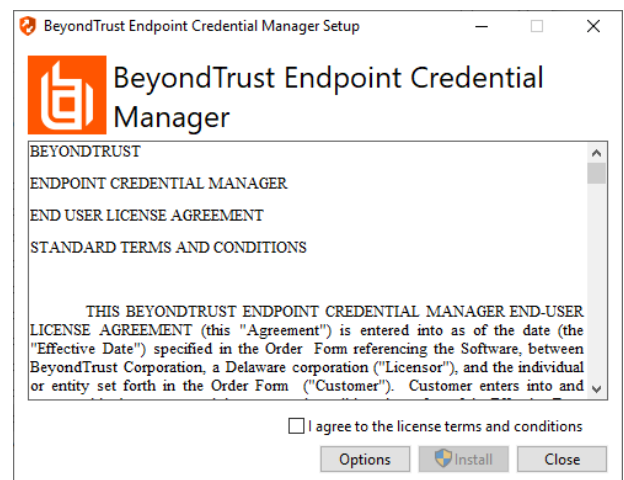 BeyondTrust Endpoint Credential Manager Setup
BeyondTrust Endpoint Credential
Manager
BEYONDTRUST
ENDPOINT CREDENTIAL MANAGER
END USER LICENSE AGREEMENT
STANDARD TERMS AND CONDITIONS
THIS BEYONDTRUST ENDPOINT CREDENTIAL MANAGER END-USER
LICENSE AGREEMENT (this "Agreement") is entered into as of the date (the
"Effective Date") specified in the Order Form referencing the Software, between
BeyondTrust Corporation, a Delaware corporation ("Licensor"), and the individual
or entity set forth in the Order Form ("Customer"). Customer enters into and
I agree to the license terms and conditions
Options Install Close